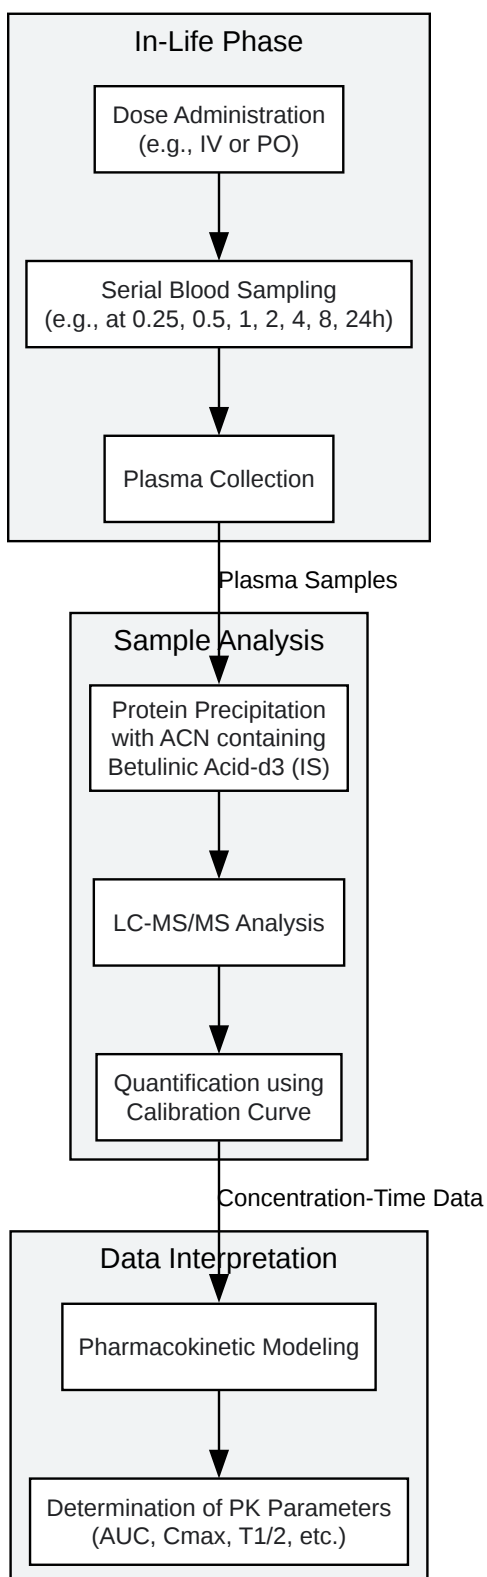 In-Life Phase
Dose Administration
(e.g., IV or PO)
Serial Blood Sampling
(e.g., at 0.25, 0.5, 1, 2, 4, 8, 24h)
Plasma Collection
Plasma Samples
Sample Analysis
Protein Precipitation
with ACN containing
Betulinic Acid-d3 (IS)
LC-MS/MS Analysis
Quantification using
Calibration Curve
Concentration-Time Data
Data Interpretation
Pharmacokinetic Modeling
Determination of PK Parameters
(AUC, Cmax, T1/2, etc.)